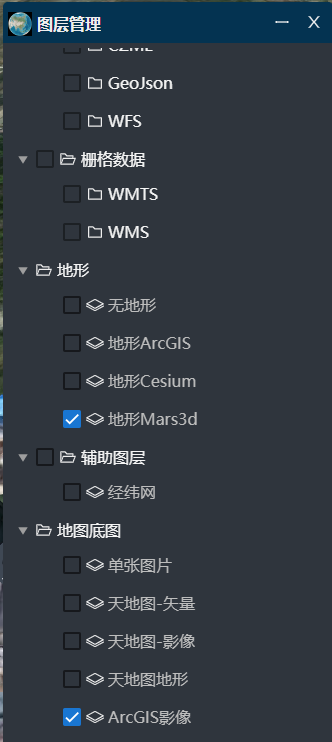 图层管理
CZML
GeoJson
WFS
栅格数据
WMTS
WMS
地形
无地形
地形ArcGIS
地形Cesium
地形Mars3d
辅助图层
经纬网
地图底图
单张图片
天地图-矢量
天地图-影像
天地图地形
ArcGIS影像